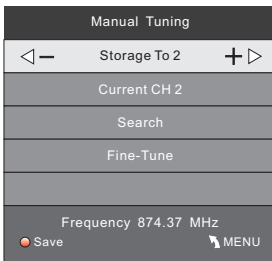 Manual Tuning
Storage To 2
Current CH 2
Search
Fine-Tune
Frequency 874.37 MHz
Save MENU